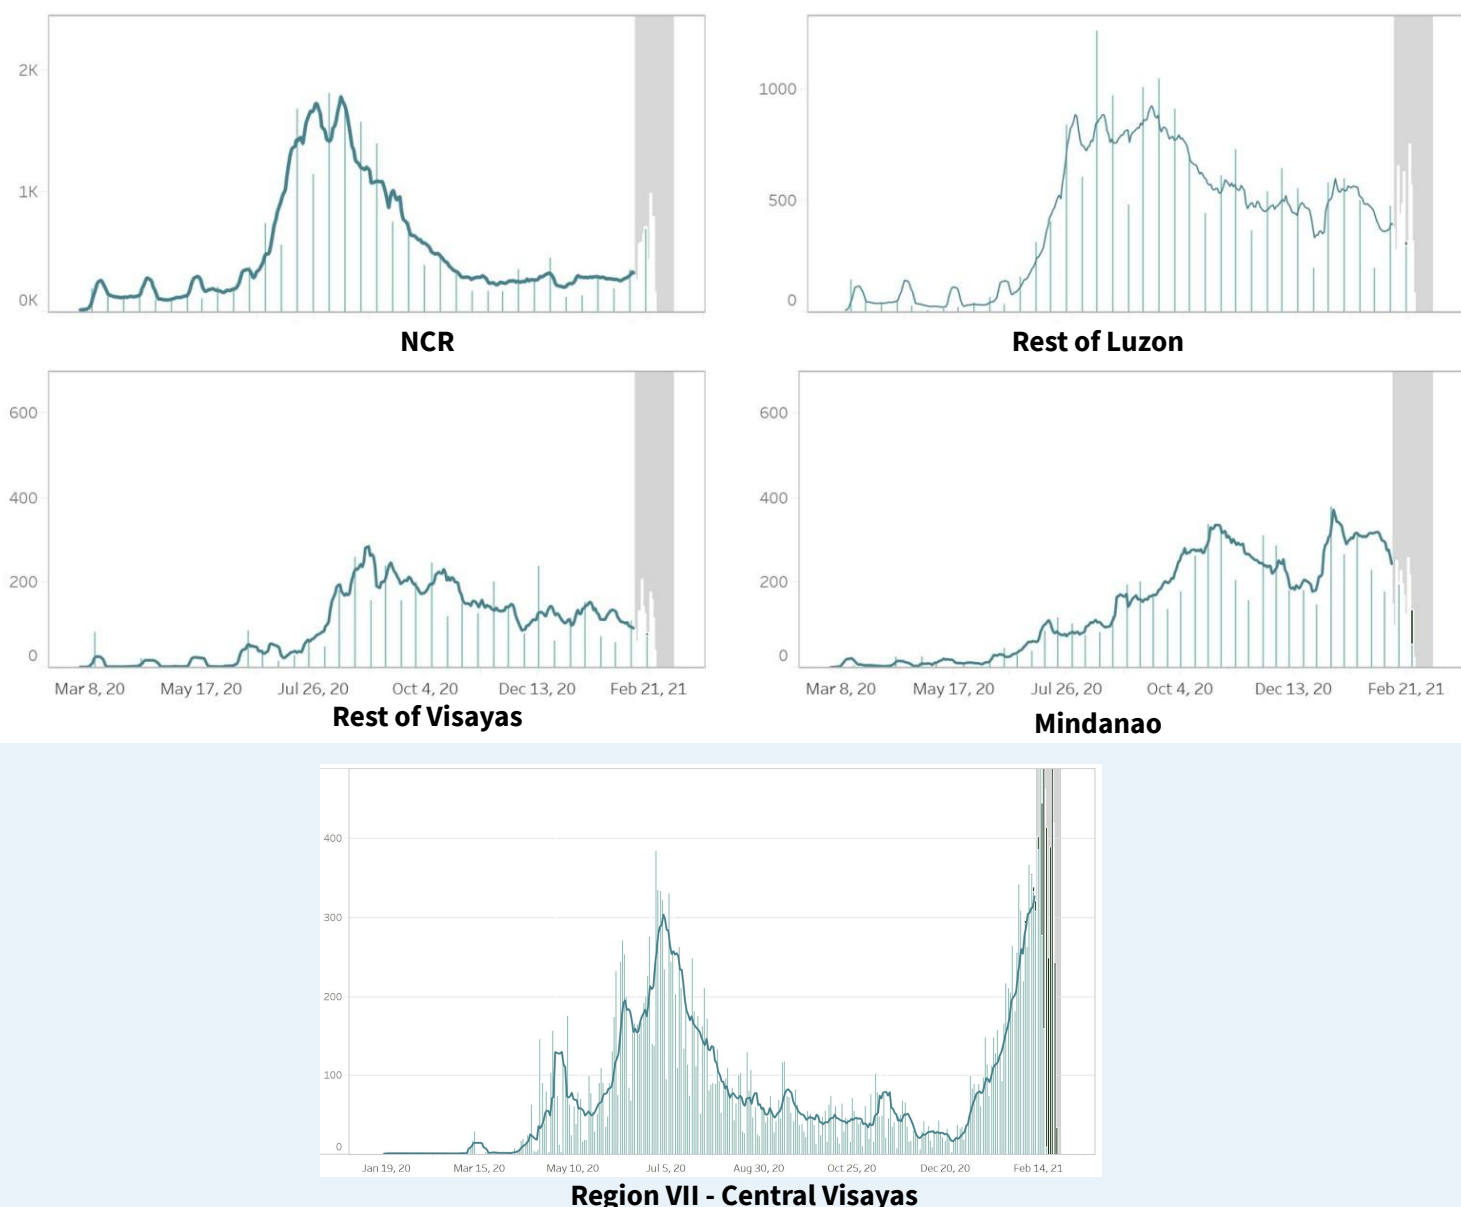 2K
1K
0K
NCR
1000
500
0
Rest of Luzon
600
400
200
0
Mar 8, 20 May 17, 20 Jul 26, 20 Oct 4, 20 Dec 13, 20 Feb 21, 21
Rest of Visayas
600
400
200
0
Mar 8, 20 May 17, 20 Jul 26, 20 Oct 4, 20 Dec 13, 20 Feb 21, 21
Mindanao
400
300
200
100
0
Jan 19, 20 Mar 15, 20 May 10, 20 Jul 5, 20 Aug 30, 20 Oct 25, 20 Dec 20, 20 Feb 14, 21
Region VII - Central Visayas